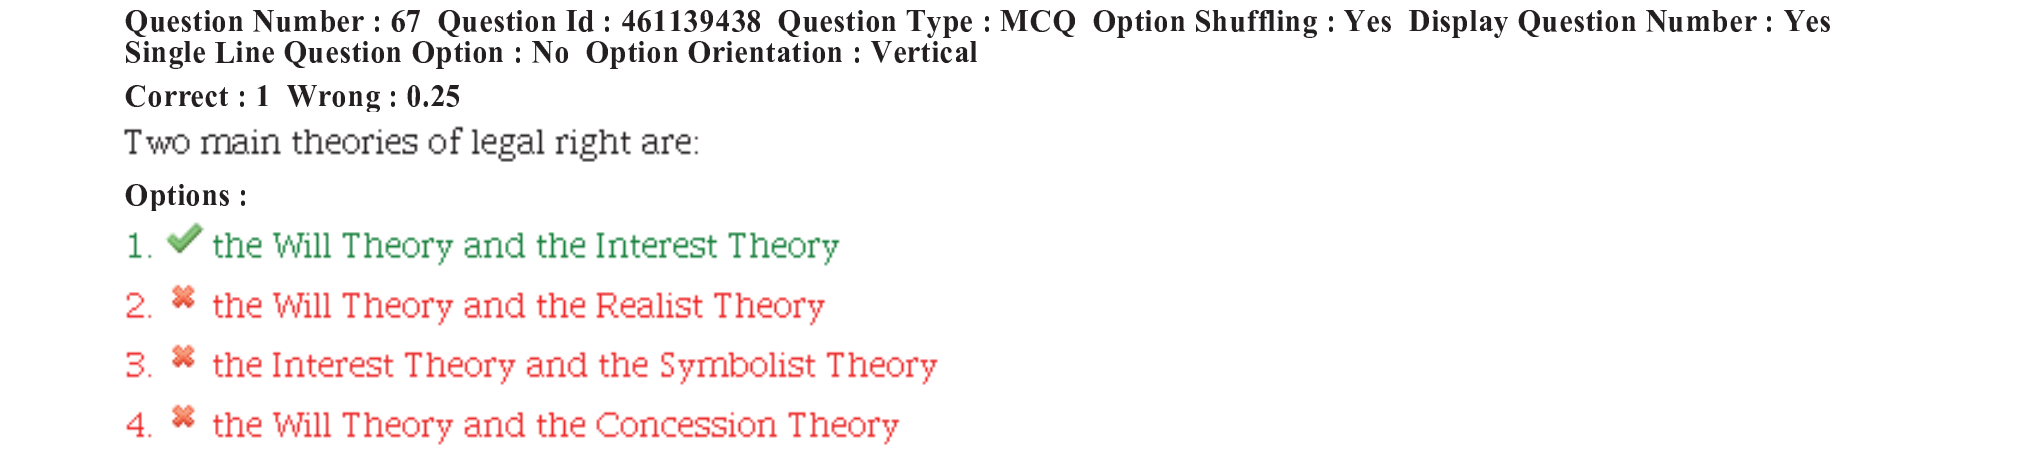 Question Number : 67 Question Id : 461139438 Question Type : MCQ Option Shuffling : Yes Display Question Number : Yes
Single Line Question Option : No Option Orientation : Vertical
Correct : 1 Wrong : 0.25
Two main theories of legal right are:
Options :
1. the Will Theory and the Interest Theory
2. the Will Theory and the Realist Theory
3. the Interest Theory and the Symbolist Theory
4. the Will Theory and the Concession Theory